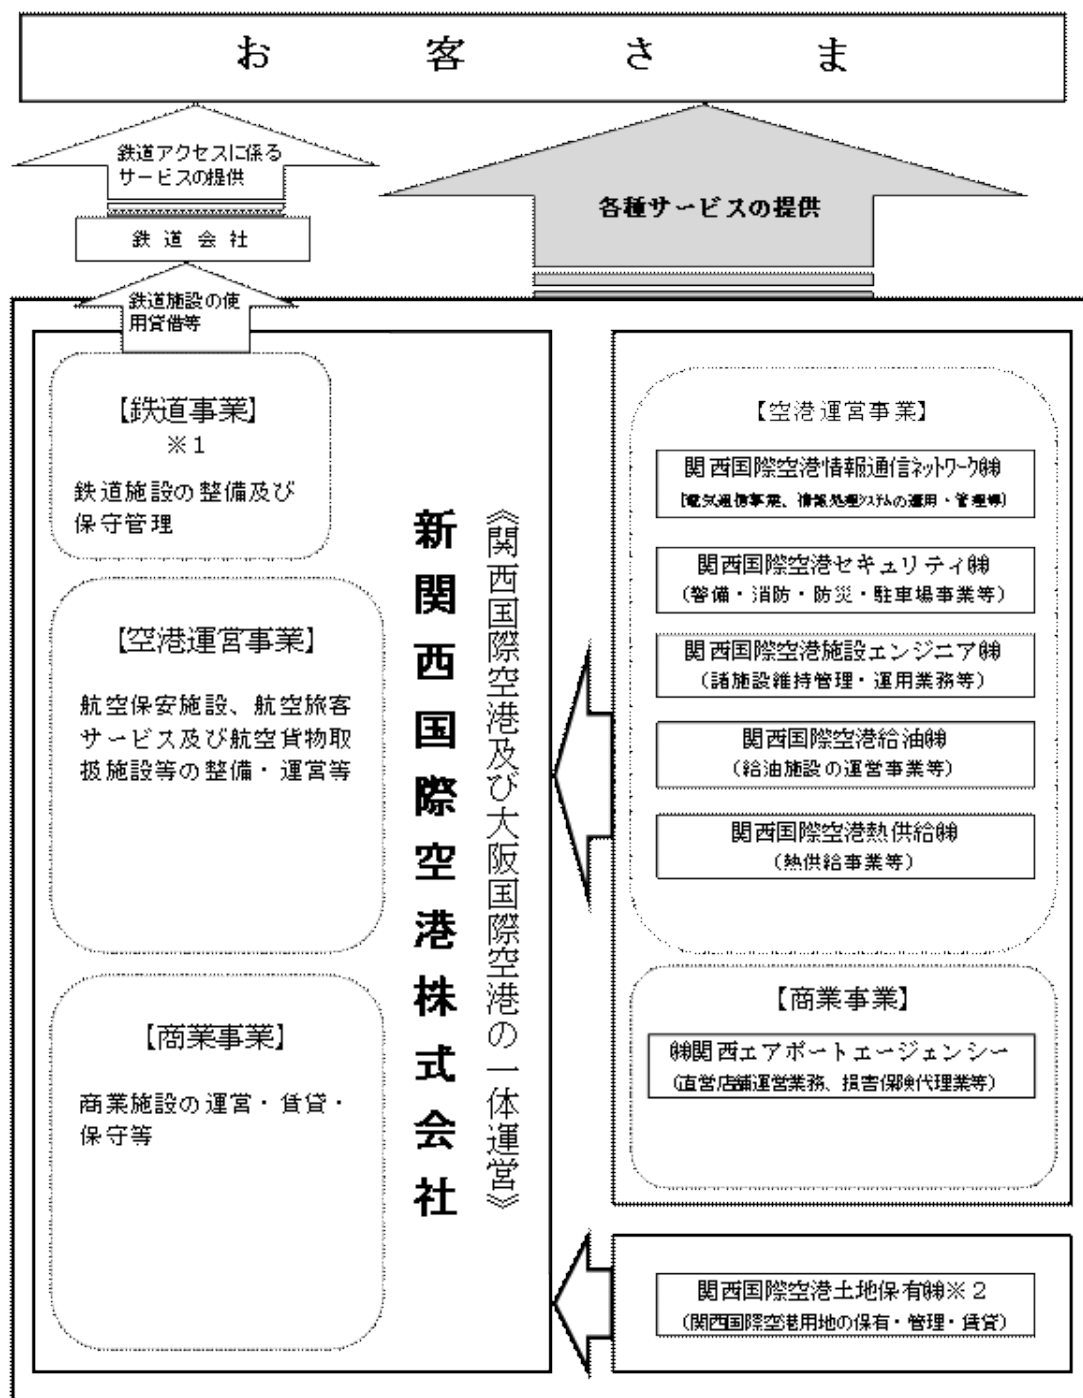 お客さま
鉄道アクセスに係る
サービスの提供
各種サービスの提供
鉄道会社
鉄道施設の使
用貸借等
【鉄道事業】
※1
鉄道施設の整備及び
保守管理
【空港運営事業】
航空保安施設、航空旅客
サービス及び航空貨物取
扱施設等の整備・運営等
【商業事業】
商業施設の運営・賃貸・
保守等
新関西国際空港株式会社
《関西国際空港及び大阪国際空港の一体運営》
【空港運営事業】
関西国際空港情報通信ネットワーク㈱
(電気通信事業、情報処理システムの運用・管理等)
関西国際空港セキュリティ㈱
(警備・消防・防災・駐車場事業等)
関西国際空港施設エンジニア㈱
(諸施設維持管理・運用業務等)
関西国際空港給油㈱
(給油施設の運営事業等)
関西国際空港熱供給㈱
(熱供給事業等)
【商業事業】
㈱関西エアポートエージェンシー
(直営店舗運営業務、損害保険代理業等)
関西国際空港土地保有㈱※2
(関西国際空港用地の保有・管理・賃貸)